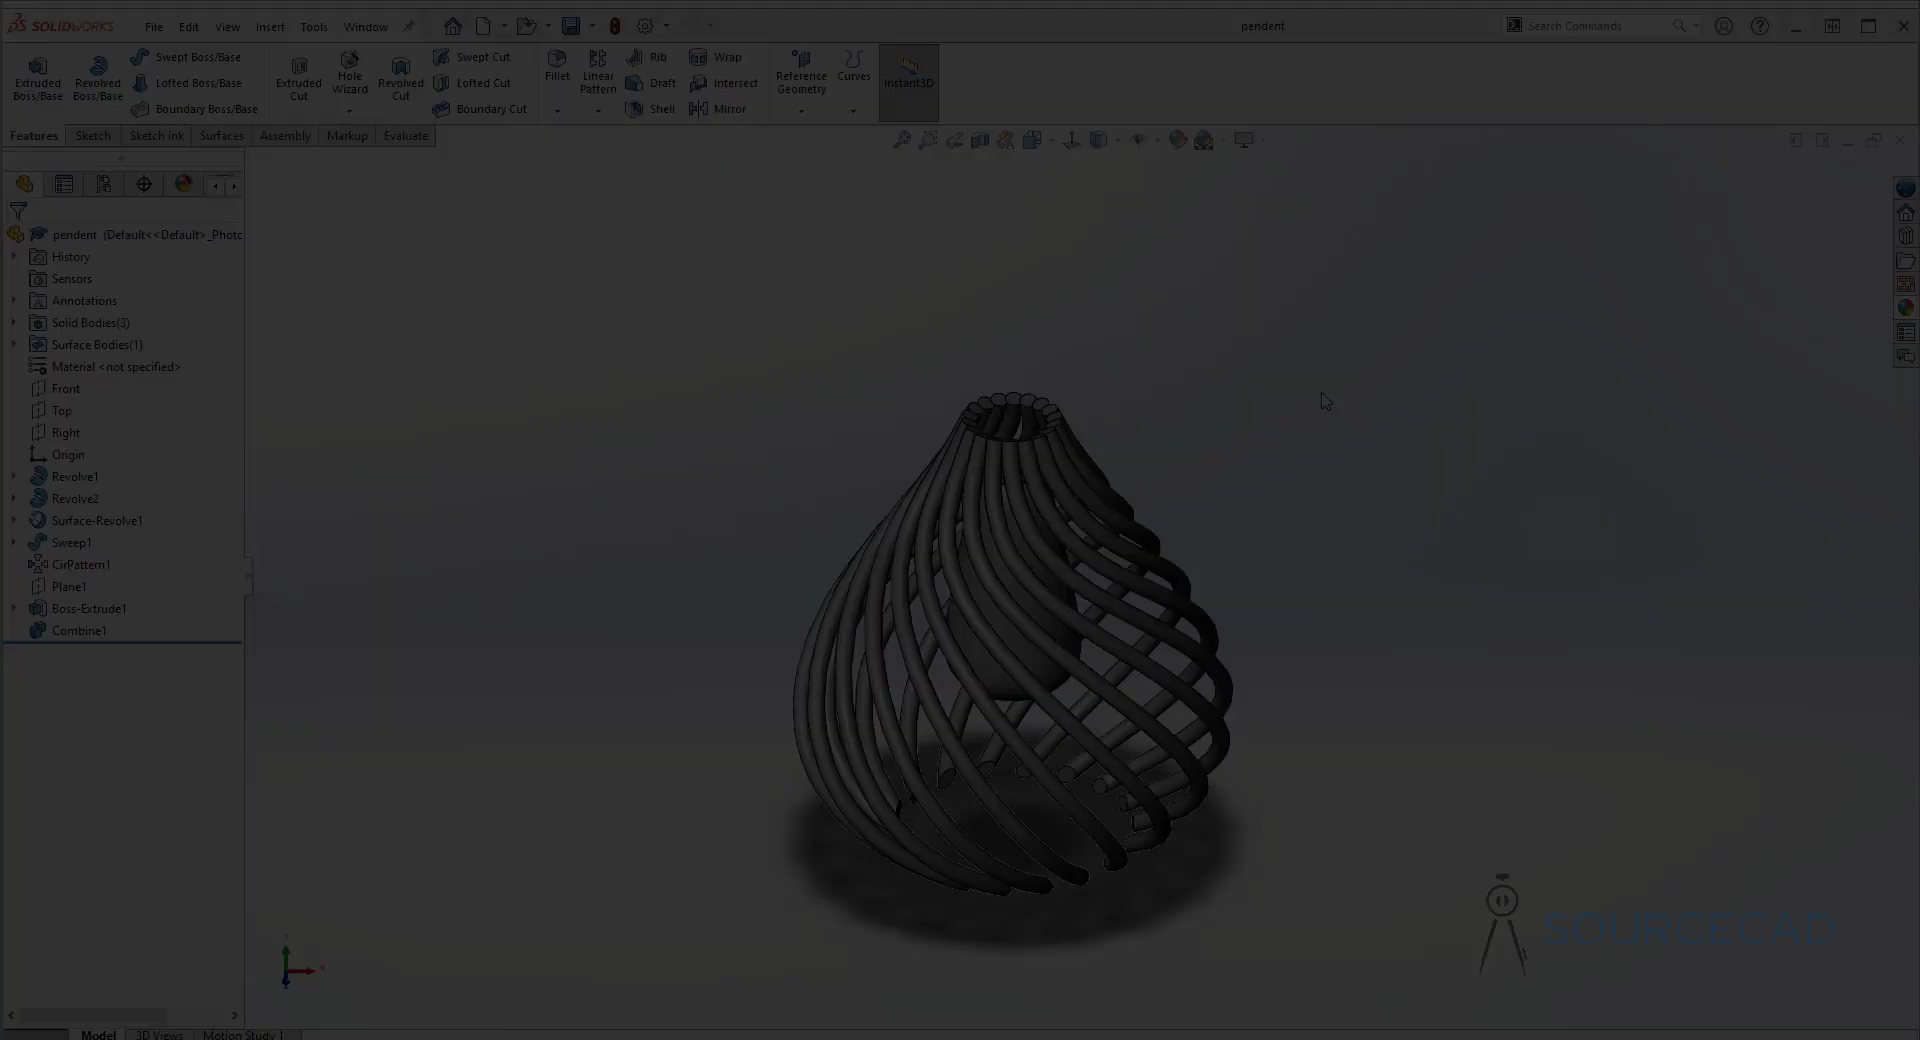 SOLIDWORKS File Edit View Insert Tools Window pendent Search Commands
Extruded Boss/Base
Revolved Boss/Base
Swept Boss/Base
Lofted Boss/Base
Boundary Boss/Base
Extruded Cut
Hole Wizard
Revolved Cut
Swept Cut
Lofted Cut
Boundary Cut
Fillet
Linear Pattern
Rib
Draft
Shell
Wrap
Intersect
Mirror
Reference Geometry
Curves
Instant3D
Features Sketch Sketch Ink Surfaces Assembly Markup Evaluate
pendent (Default<<Default>_Photo
History
Sensors
Annotations
Solid Bodies(3)
Surface Bodies(1)
Material <not specified>
Front
Top
Right
Origin
Revolve1
Revolve2
Surface-Revolve1
Sweep1
CirPattern1
Plane1
Boss-Extrude1
Combine1
SOURCECAD
Model 3D Views Motion Study 1